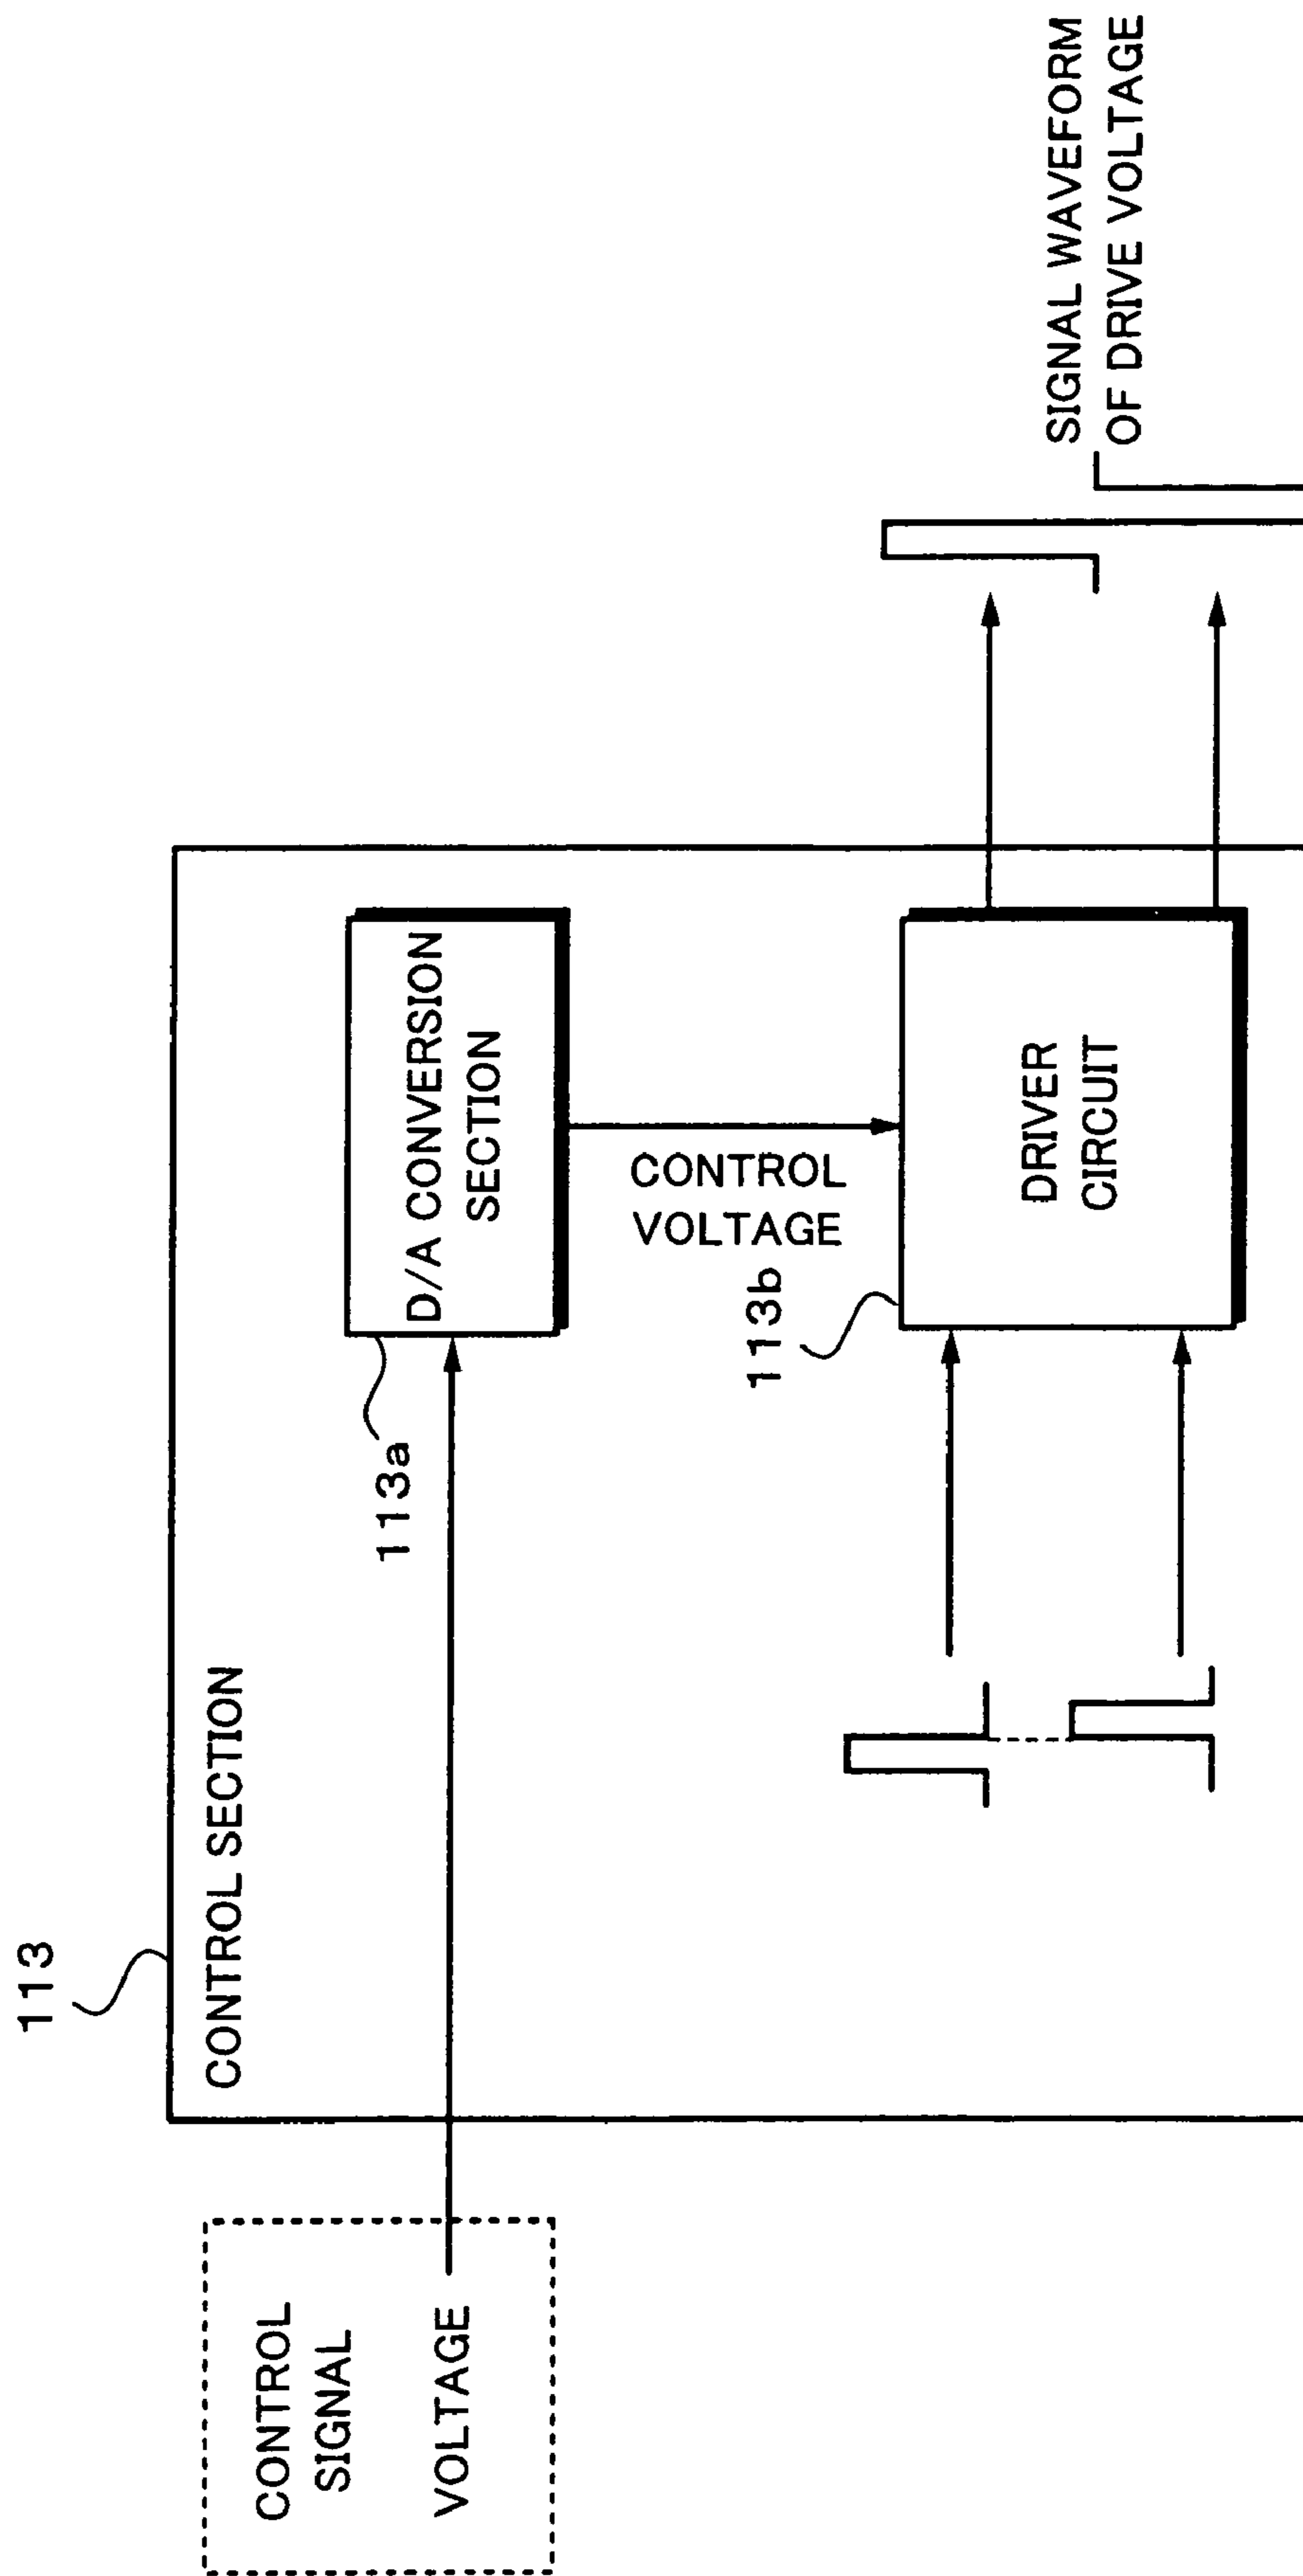 113
CONTROL SECTION
CONTROL
SIGNAL
VOLTAGE
113a
D/A CONVERSION
SECTION
CONTROL
VOLTAGE
113b
DRIVER
CIRCUIT
SIGNAL WAVEFORM
OF DRIVE VOLTAGE